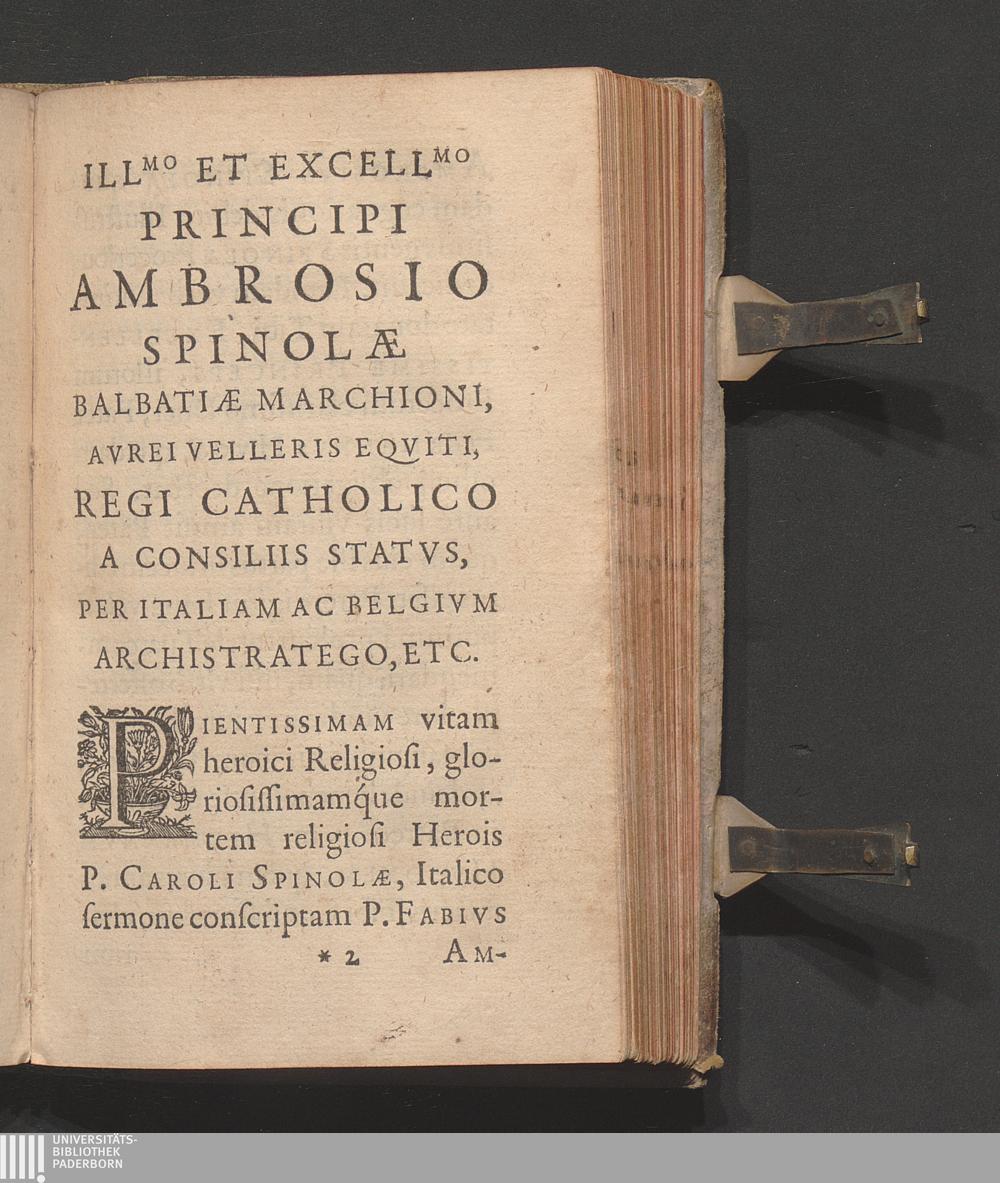 ILLᴹᴼ ET EXCELLᴹᴼ
PRINCIPI
AMBROSIO
SPINOLÆ
BALBATIÆ MARCHIONI,
AVREI VELLERIS EQVITI,
REGI CATHOLICO
A CONSILIIS STATVS,
PER ITALIAM AC BELGIVM
ARCHISTRATEGO, ETC.
PIENTISSIMAM vitam
heroici Religioſi, glo-
rioſiſſimamq́ue mor-
tem religioſi Herois
P. CAROLI SPINOLÆ, Italico
ſermone conſcriptam P. FABIVS
* 2 AM-
UNIVERSITÄTS-
BIBLIOTHEK
PADERBORN